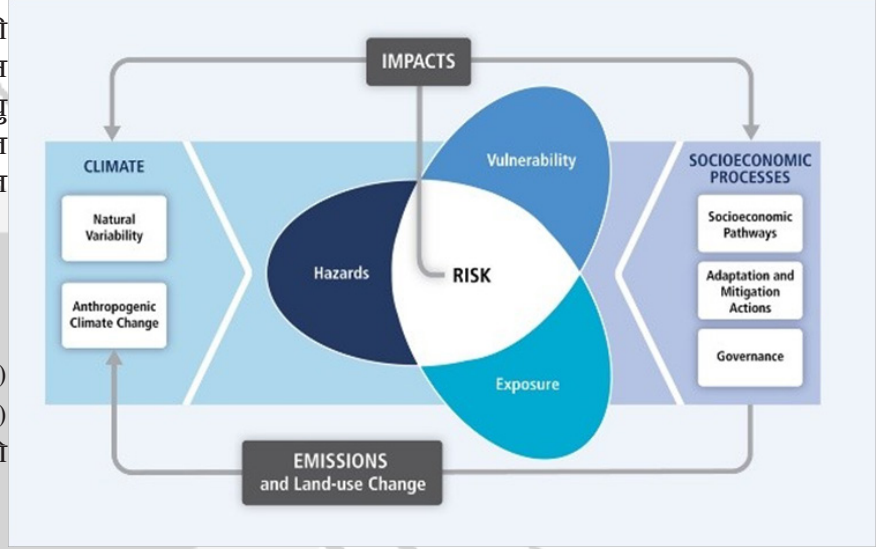 IMPACTS
CLIMATE
Natural
Variability
Anthropogenic
Climate Change
Hazards
Vulnerability
RISK
Exposure
SOCIOECONOMIC
PROCESSES
Socioeconomic
Pathways
Adaptation and
Mitigation
Actions
Governance
EMISSIONS
and Land-use Change